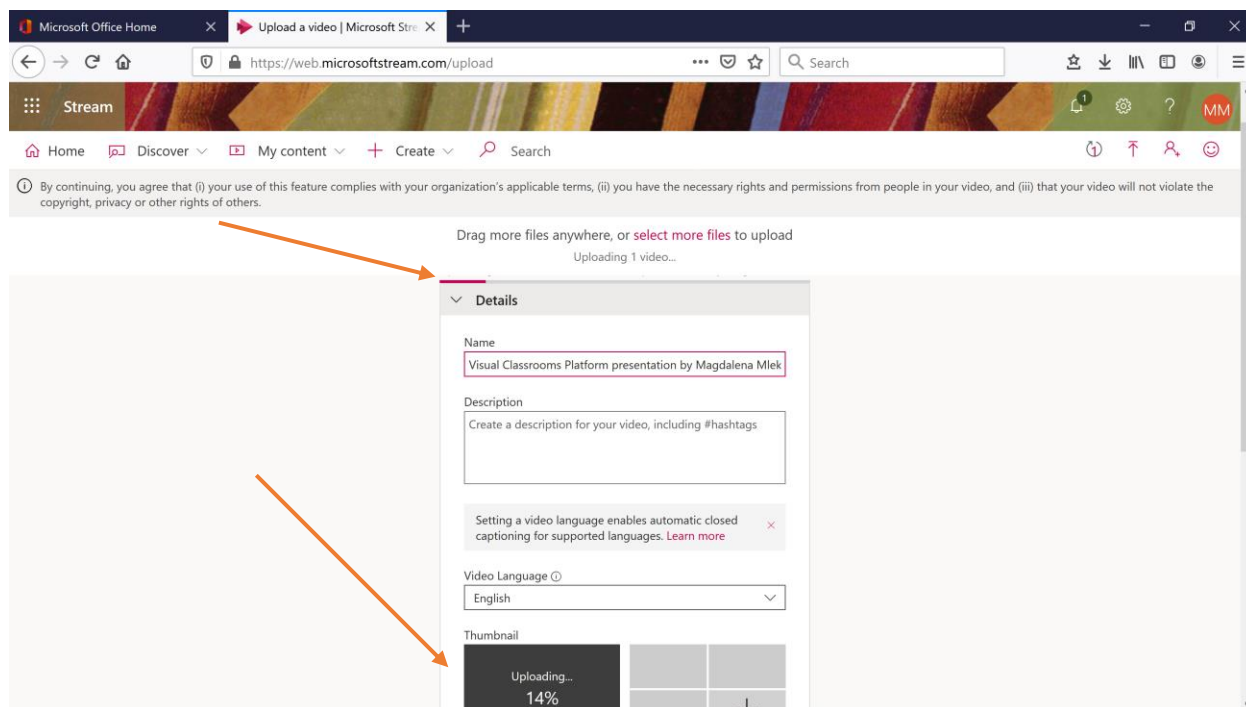 Microsoft Office Home
Upload a video | Microsoft Stre
https://web.microsoftstream.com/upload
Search
Stream
1
?
MM
Home
Discover
My content
Create
Search
By continuing, you agree that (i) your use of this feature complies with your organization's applicable terms, (ii) you have the necessary rights and permissions from people in your video, and (iii) that your video will not violate the
copyright, privacy or other rights of others.
Drag more files anywhere, or select more files to upload
Uploading 1 video...
Details
Name
Visual Classrooms Platform presentation by Magdalena Mlek
Description
Create a description for your video, including #hashtags
Setting a video language enables automatic closed
captioning for supported languages. Learn more
Video Language
English
Thumbnail
Uploading...
14%